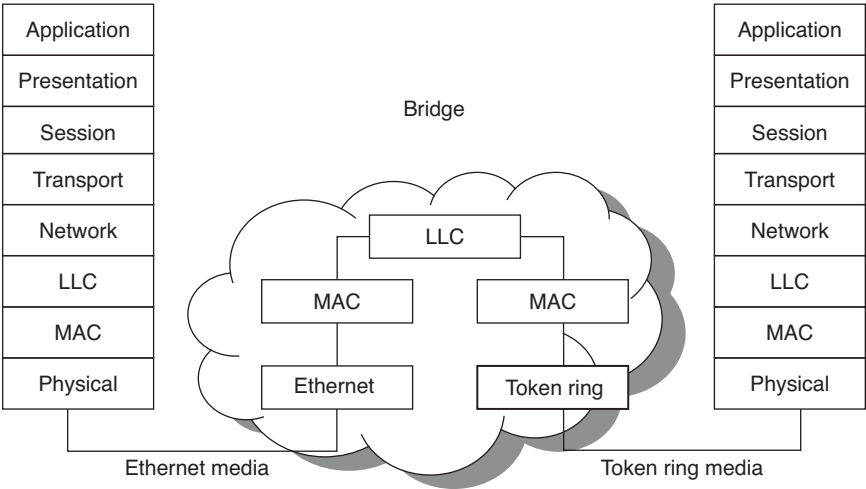 Application
Presentation
Session
Transport
Network
LLC
MAC
Physical
Bridge
LLC
MAC
MAC
Ethernet
Token ring
Ethernet media
Token ring media
Application
Presentation
Session
Transport
Network
LLC
MAC
Physical